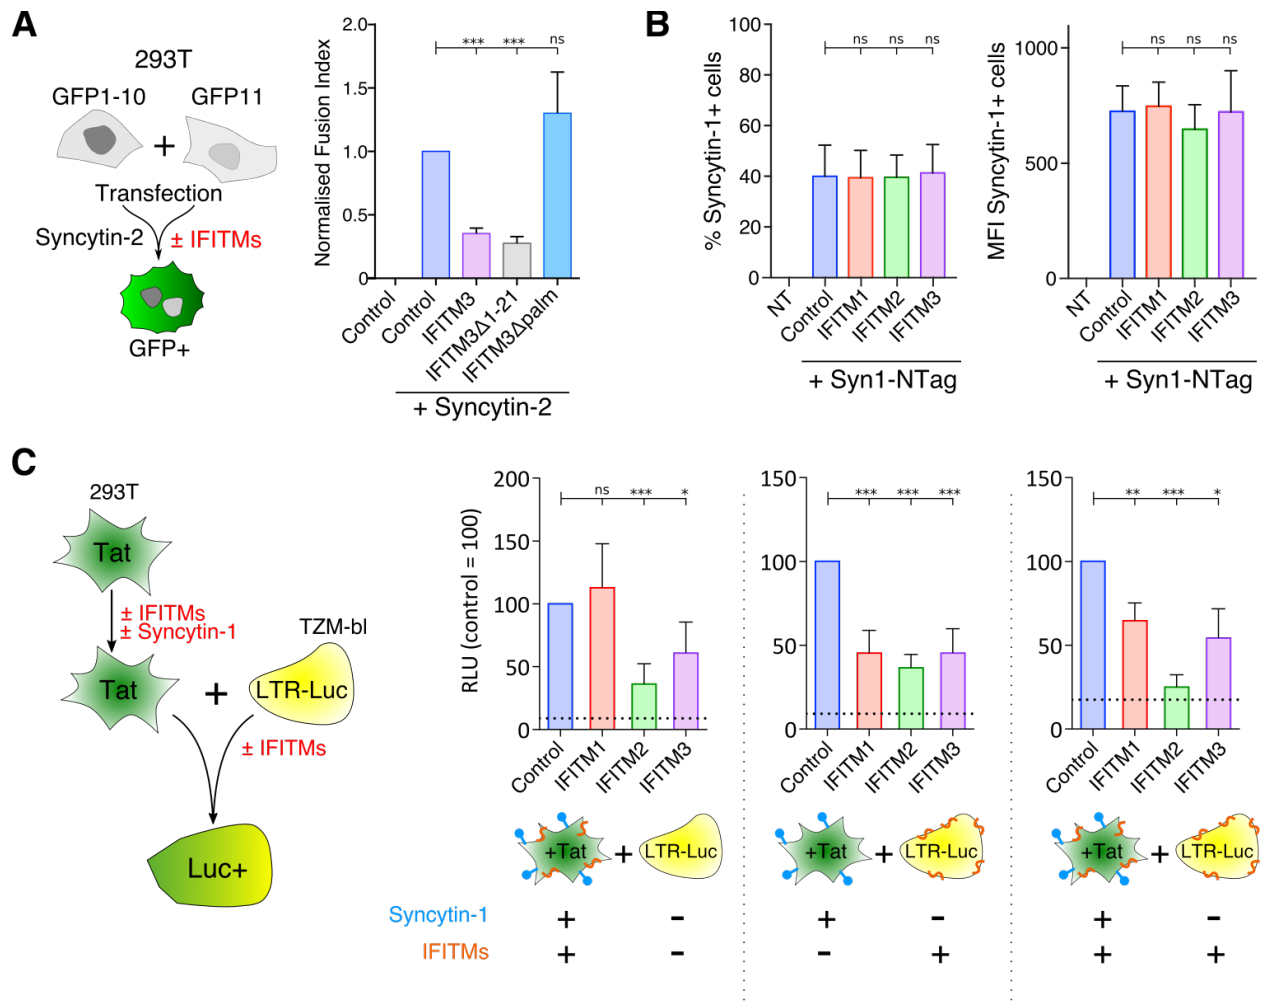 A
293T
GFP1-10 GFP11
+
Transfection
Syncytin-2 ± IFITMs
GFP+
Normalised Fusion Index
2.0
1.5
1.0
0.5
0
*** *** ns
Control Control IFITM3 IFITM3Δ1-21 IFITM3Δpalm
+ Syncytin-2
B
% Syncytin-1+ cells
100
80
60
40
20
0
ns ns ns
NT Control IFITM1 IFITM2 IFITM3
+ Syn1-NTag
MFI Syncytin-1+ cells
1000
500
0
ns ns ns
NT Control IFITM1 IFITM2 IFITM3
+ Syn1-NTag
C
293T
Tat
± IFITMs
± Syncytin-1
TZM-bl
Tat + LTR-Luc
± IFITMs
Luc+
RLU (control = 100)
200
150
100
50
0
ns *** *
Control IFITM1 IFITM2 IFITM3
+Tat + LTR-Luc
150
100
50
0
*** *** ***
Control IFITM1 IFITM2 IFITM3
+Tat + LTR-Luc
150
100
50
0
** *** *
Control IFITM1 IFITM2 IFITM3
+Tat + LTR-Luc
Syncytin-1 + - + - + -
IFITMs + - - + + +